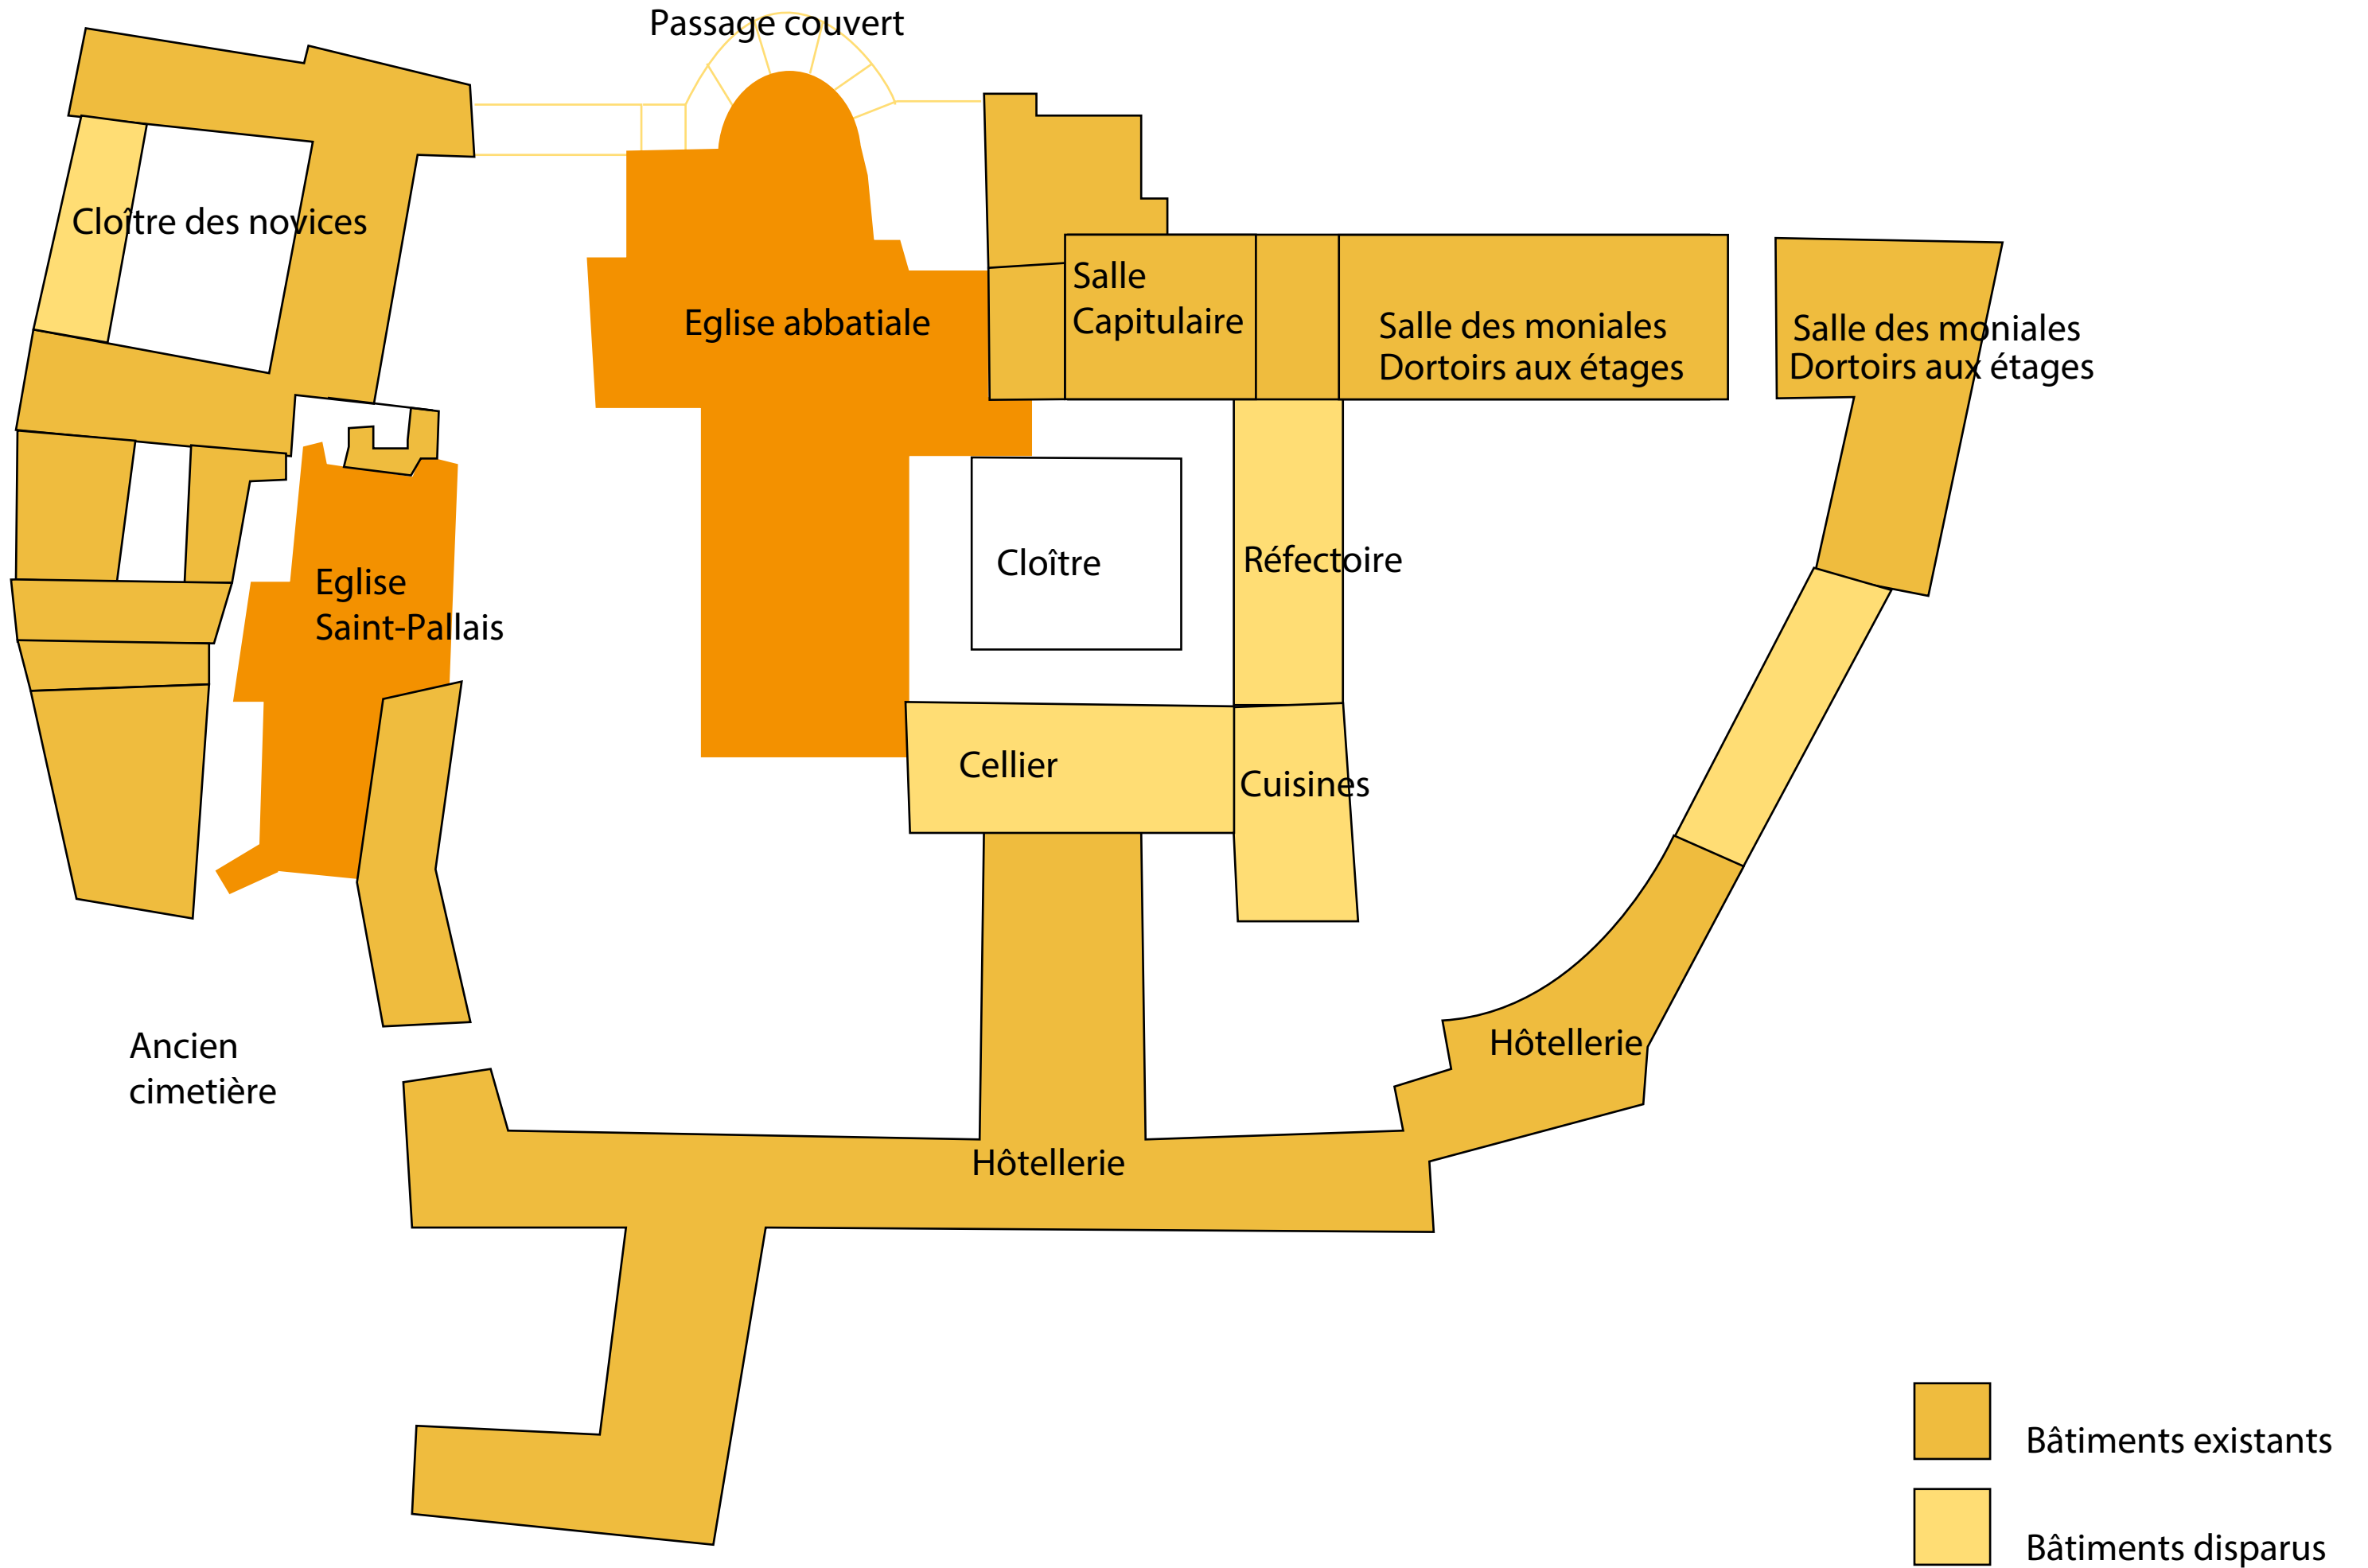 Passage couvert
Cloître des novices
Eglise abbatiale
Salle
Capitulaire
Salle des moniales
Dortoirs aux étages
Salle des moniales
Dortoirs aux étages
Eglise
Saint-Pallais
Cloître
Réfectoire
Cellier
Cuisines
Ancien
cimetière
Hôtellerie
Hôtellerie
Bâtiments existants
Bâtiments disparus